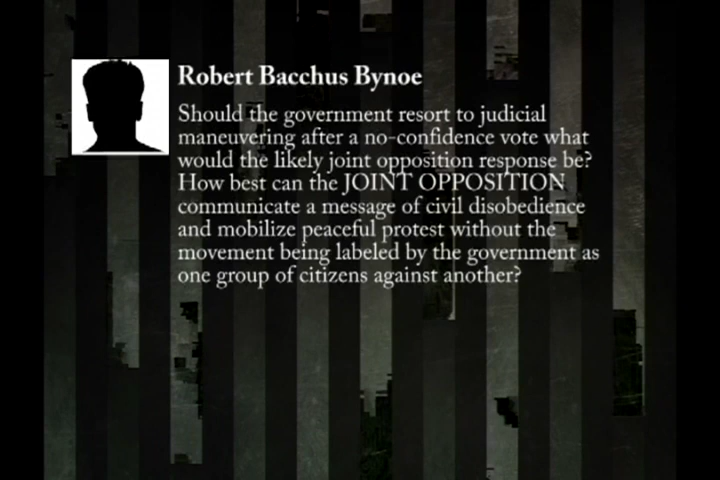 Robert Bacchus Bynoe
Should the government resort to judicial
maneuvering after a no-confidence vote what
would the likely joint opposition response be?
How best can the JOINT OPPOSITION
communicate a message of civil disobedience
and mobilize peaceful protest without the
movement being labeled by the government as
one group of citizens against another?